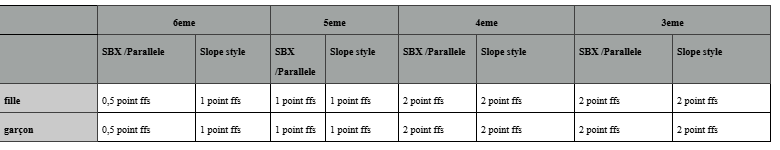 6eme 5eme 4eme 3eme
SBX /Parallele Slope style SBX /Parallele Slope style SBX /Parallele Slope style SBX /Parallele Slope style
fille 0,5 point ffs 1 point ffs 1 point ffs 1 point ffs 2 point ffs 2 point ffs 2 point ffs 2 point ffs
garçon 0,5 point ffs 1 point ffs 1 point ffs 1 point ffs 2 point ffs 2 point ffs 2 point ffs 2 point ffs